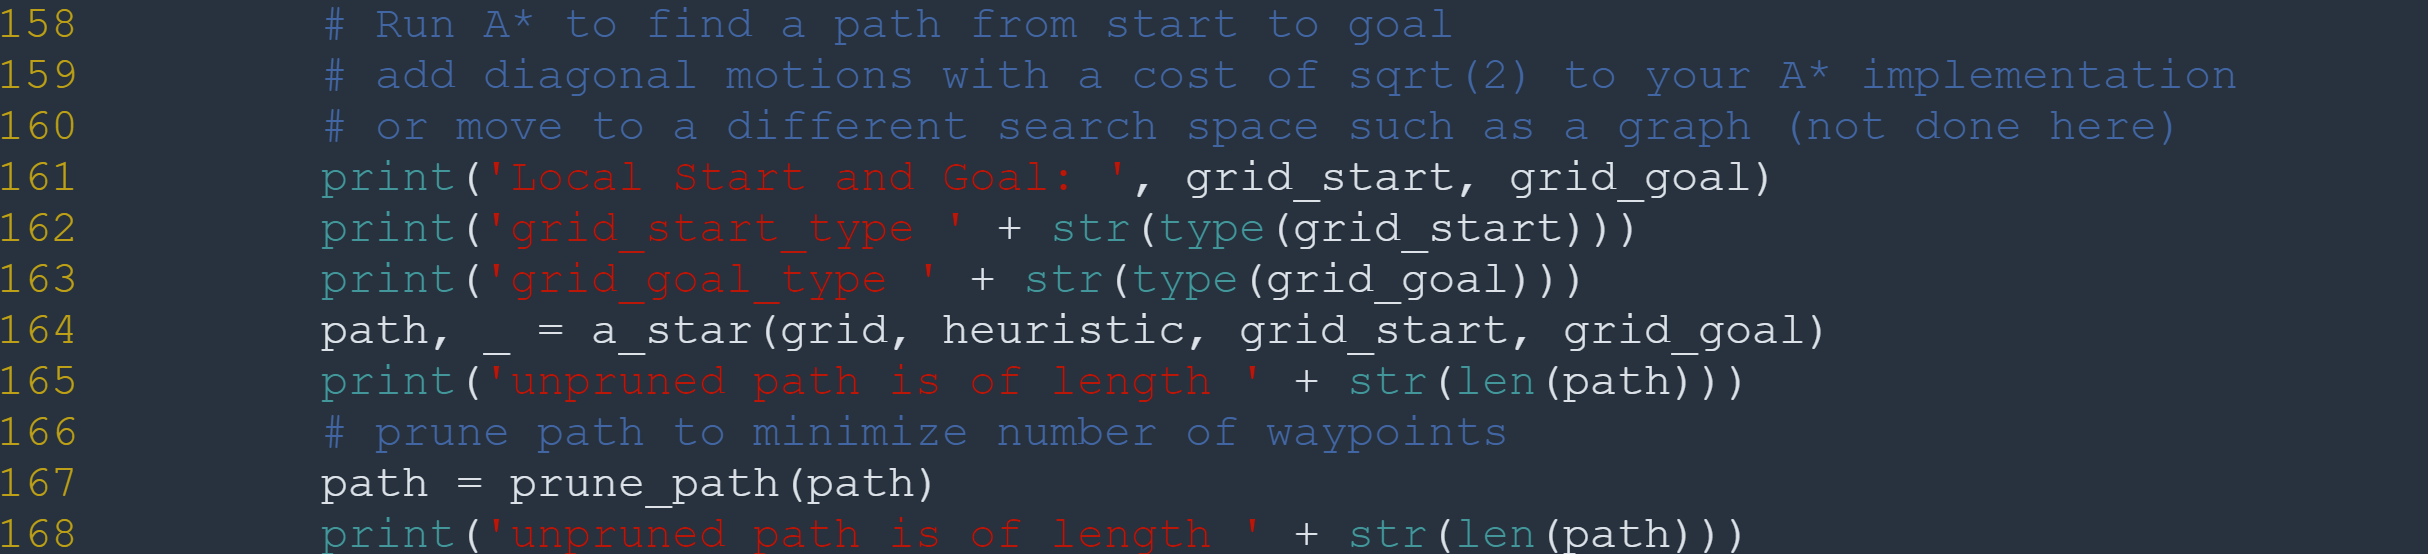 158 # Run A* to find a path from start to goal
159 # add diagonal motions with a cost of sqrt(2) to your A* implementation
160 # or move to a different search space such as a graph (not done here)
161 print('Local Start and Goal: ', grid_start, grid_goal)
162 print('grid_start_type ' + str(type(grid_start)))
163 print('grid_goal_type ' + str(type(grid_goal)))
164 path, _ = a_star(grid, heuristic, grid_start, grid_goal)
165 print('unpruned path is of length ' + str(len(path)))
166 # prune path to minimize number of waypoints
167 path = prune_path(path)
168 print('unpruned path is of length ' + str(len(path)))